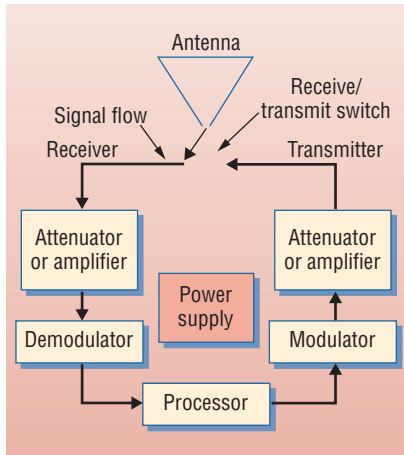 Antenna
Receive/
transmit switch
Signal flow
Receiver
Transmitter
Attenuator
or amplifier
Attenuator
or amplifier
Power
supply
Demodulator
Modulator
Processor